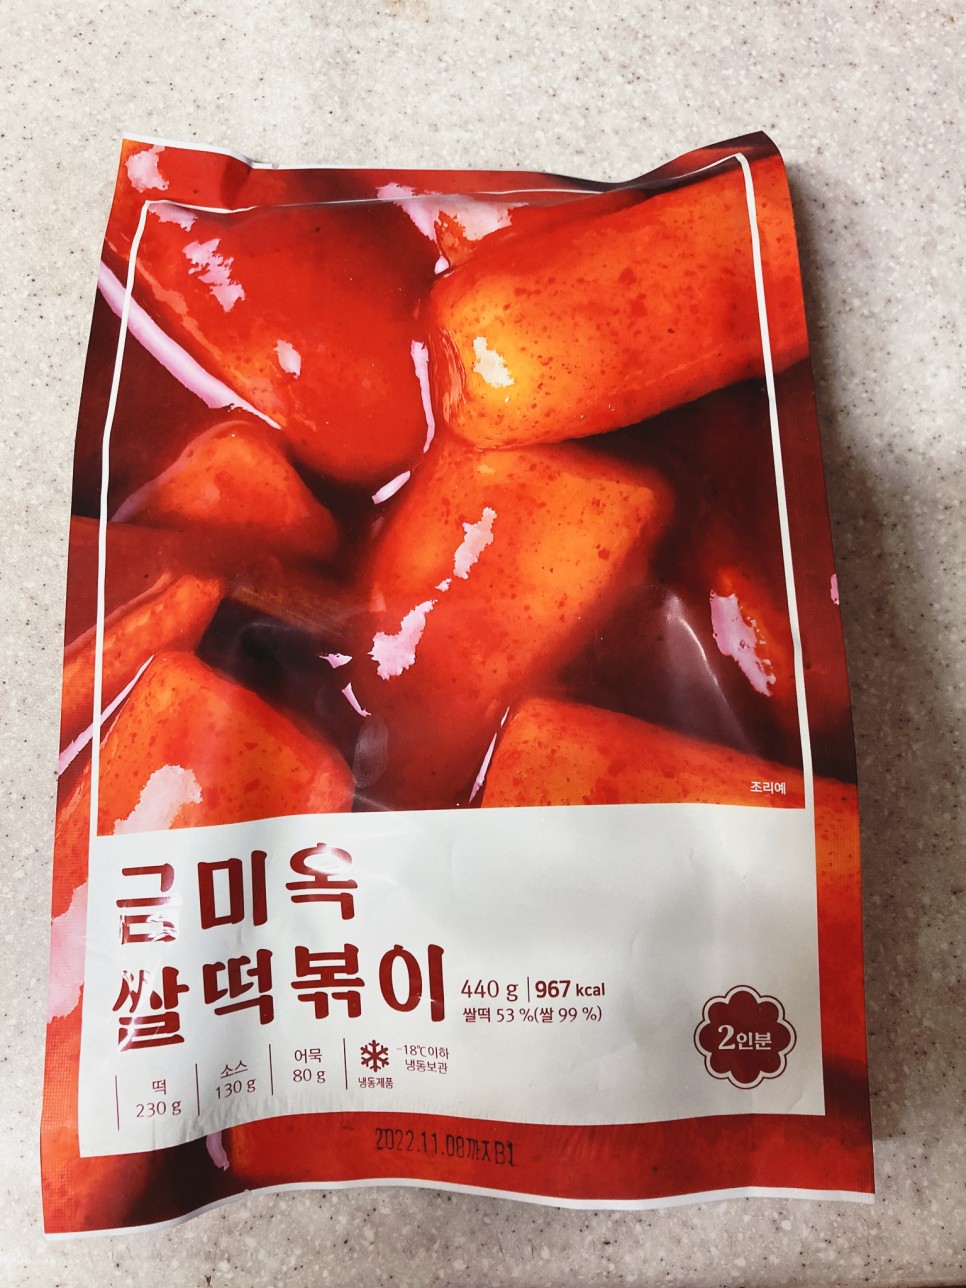 조리예
금미옥
쌀떡볶이
440 g | 967 kcal
쌀떡 53 %(쌀 99 %)
2인분
떡
230 g
소스
130 g
어묵
80 g
냉동제품
-18℃이하
냉동보관
2022.11.08까지B1